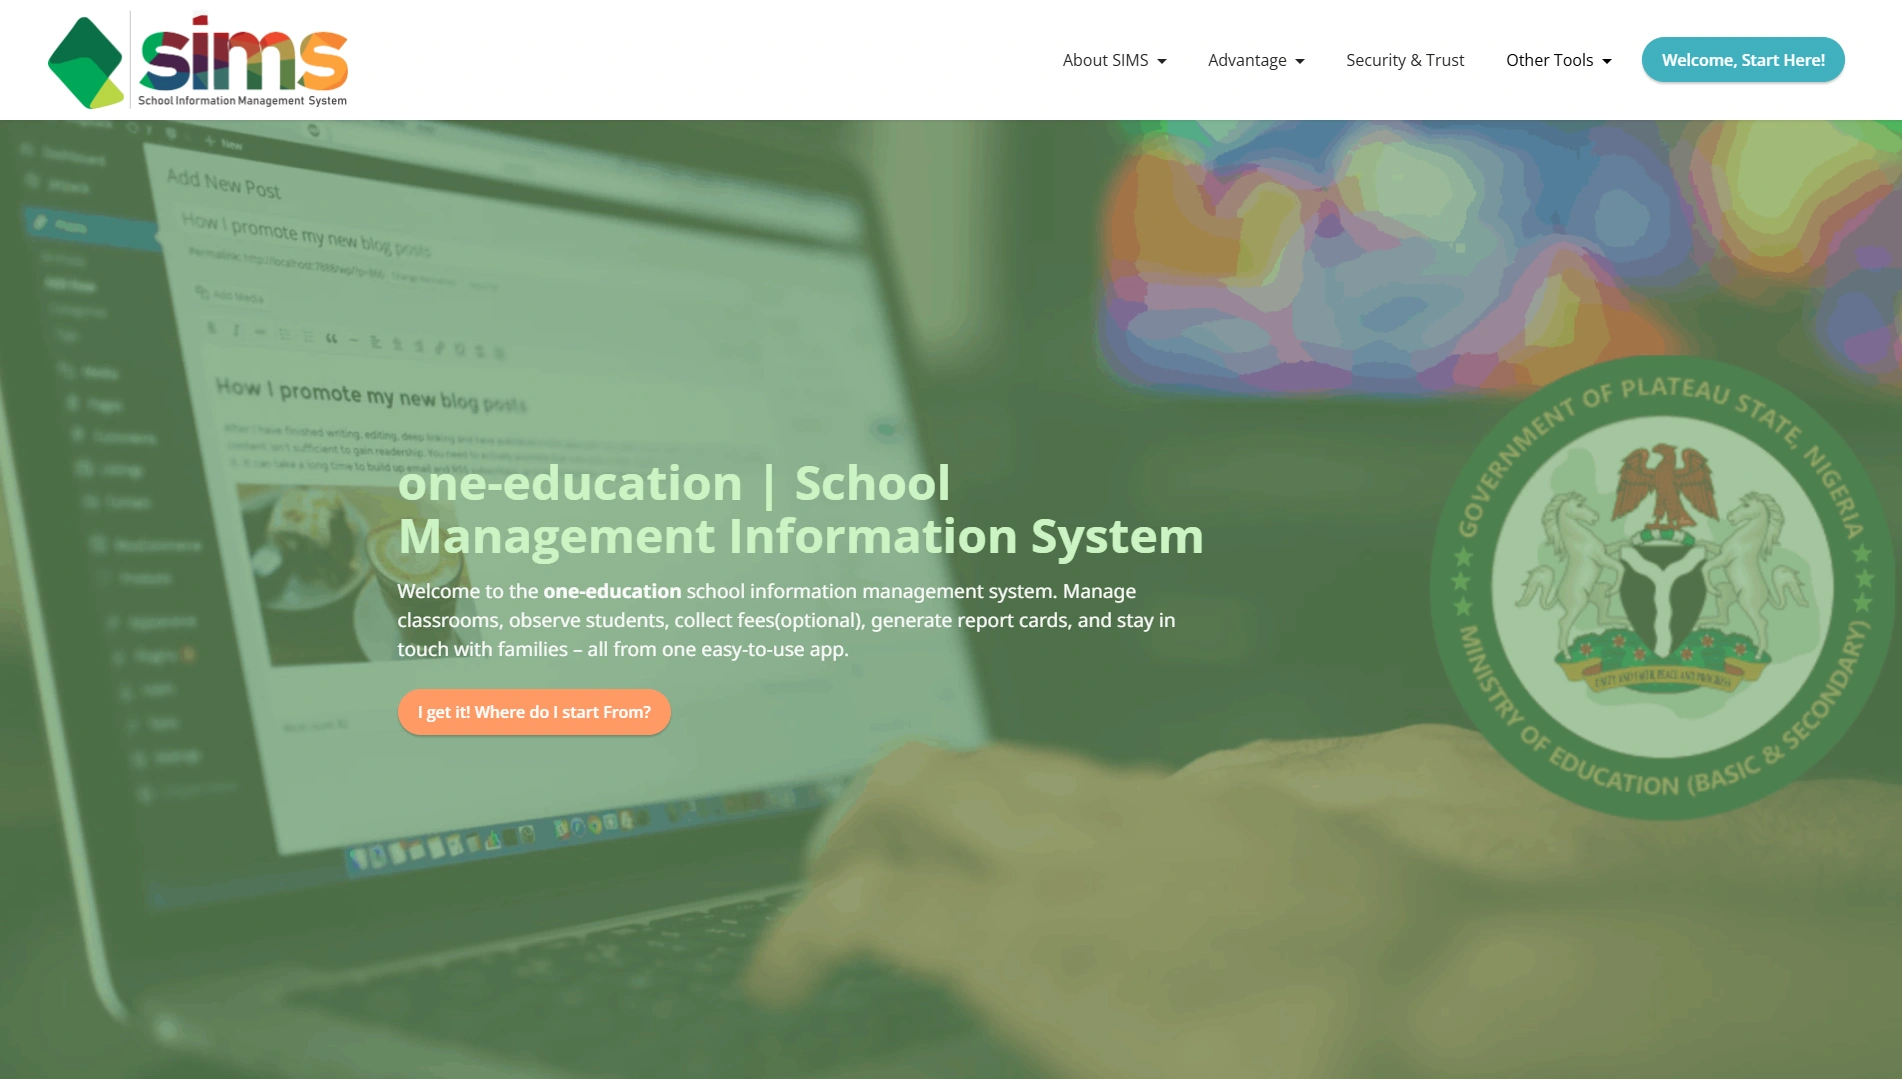 sims
School Information Management System
About SIMS
Advantage
Security & Trust
Other Tools
Welcome, Start Here!
New
Add New Post
How I promote my new blog posts
Add Media
How I promote my new blog posts
one-education | School
Management Information System
Welcome to the one-education school information management system. Manage
classrooms, observe students, collect fees(optional), generate report cards, and stay in
touch with families – all from one easy-to-use app.
I get it! Where do I start From?
GOVERNMENT OF PLATEAU STATE, NIGERIA
UNITY AND FAITH, PEACE AND PROGRESS
MINISTRY OF EDUCATION (BASIC & SECONDARY)